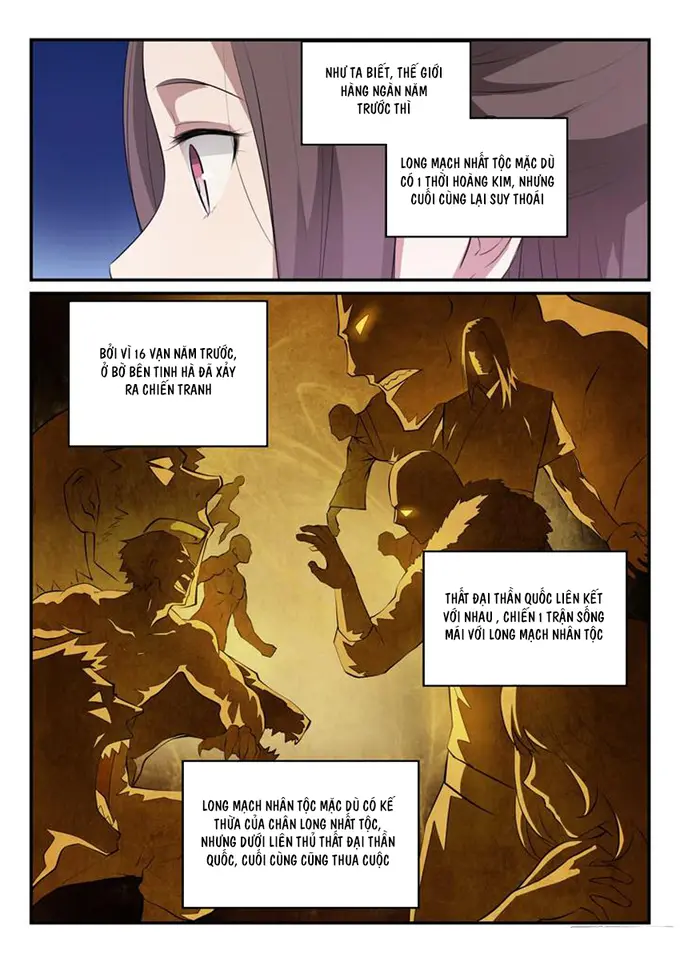 NHƯ TA BIẾT, THẾ GIỚI
HÀNG NGÀN NĂM
TRƯỚC THÌ
LONG MẠCH NHẤT TỘC MẶC DÙ
CÓ 1 THỜI HOÀNG KIM, NHƯNG
CUỐI CÙNG LẠI SUY THOÁI
BỞI VÌ 16 VẠN NĂM TRƯỚC,
Ở BỜ BÊN TINH HÀ ĐÃ XẢY
RA CHIẾN TRANH
THẤT ĐẠI THẦN QUỐC LIÊN KẾT
VỚI NHAU , CHIẾN 1 TRẬN SỐNG
MÁI VỚI LONG MẠCH NHÂN TỘC
LONG MẠCH NHÂN TỘC MẶC DÙ CÓ KẾ
THỪA CỦA CHÂN LONG NHẤT TỘC,
NHƯNG DƯỚI LIÊN THỦ THẤT ĐẠI THẦN
QUỐC, CUỐI CÙNG CŨNG THUA CUỘC